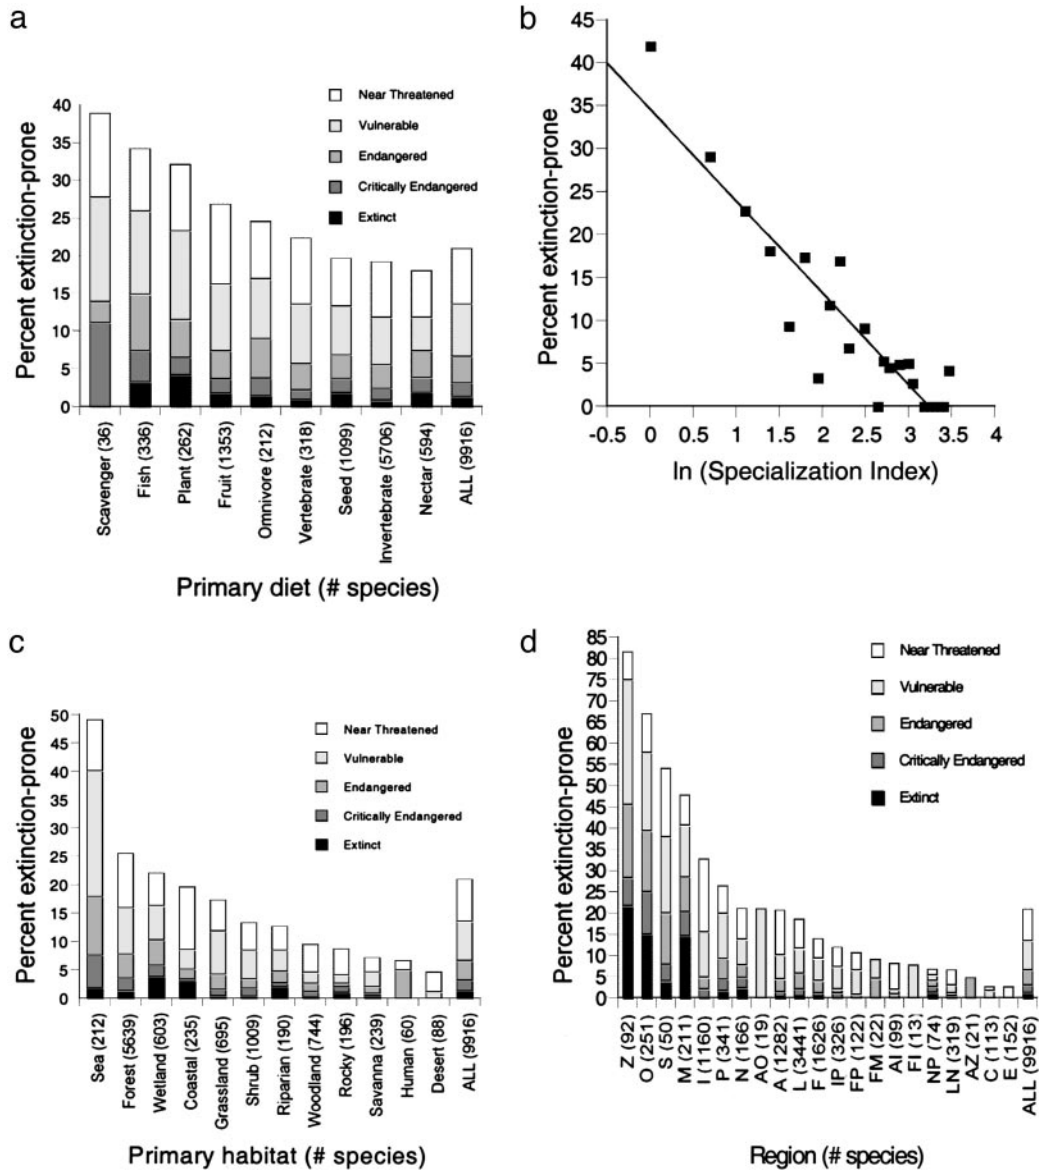 a
Percent extinction-prone
40
35
30
25
20
15
10
5
0
Near Threatened
Vulnerable
Endangered
Critically Endangered
Extinct
Scavenger (36)
Fish (336)
Plant (262)
Fruit (1353)
Omnivore (212)
Vertebrate (318)
Seed (1099)
Invertebrate (5706)
Nectar (594)
ALL (9916)
Primary diet (# species)
b
Percent extinction-prone
45
40
35
30
25
20
15
10
5
0
-0.5 0 0.5 1 1.5 2 2.5 3 3.5 4
ln (Specialization Index)
c
Percent extinction-prone
50
45
40
35
30
25
20
15
10
5
0
Near Threatened
Vulnerable
Endangered
Critically Endangered
Extinct
Sea (212)
Forest (5639)
Wetland (603)
Coastal (235)
Grassland (695)
Shrub (1009)
Riparian (190)
Woodland (744)
Rocky (196)
Savanna (239)
Human (60)
Desert (88)
ALL (9916)
Primary habitat (# species)
d
Percent extinction-prone
85
80
75
70
65
60
55
50
45
40
35
30
25
20
15
10
5
0
Near Threatened
Vulnerable
Endangered
Critically Endangered
Extinct
Z (92)
O (251)
S (50)
M (211)
I (1160)
P (341)
N (166)
AO (19)
A (1282)
L (3441)
F (1626)
IP (326)
FP (122)
FM (22)
AI (99)
FI (13)
NP (74)
LN (319)
AZ (21)
C (113)
E (152)
ALL (9916)
Region (# species)